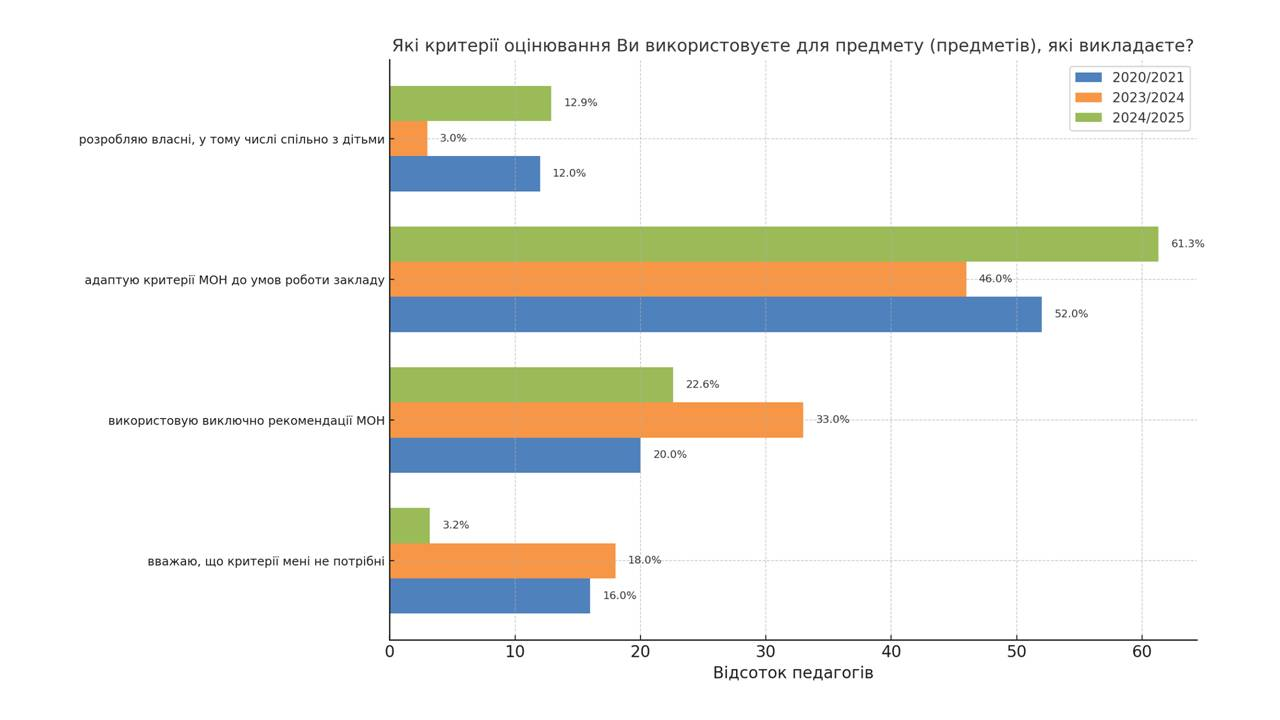 Які критерії оцінювання Ви використовуєте для предмету (предметів), які викладаєте?
2020/2021
2023/2024
2024/2025
розробляю власні, у тому числі спільно з дітьми
12.9%
3.0%
12.0%
адаптую критерії МОН до умов роботи закладу
61.3%
46.0%
52.0%
використовую виключно рекомендації МОН
22.6%
33.0%
20.0%
вважаю, що критерії мені не потрібні
3.2%
18.0%
16.0%
0 10 20 30 40 50 60
Відсоток педагогів